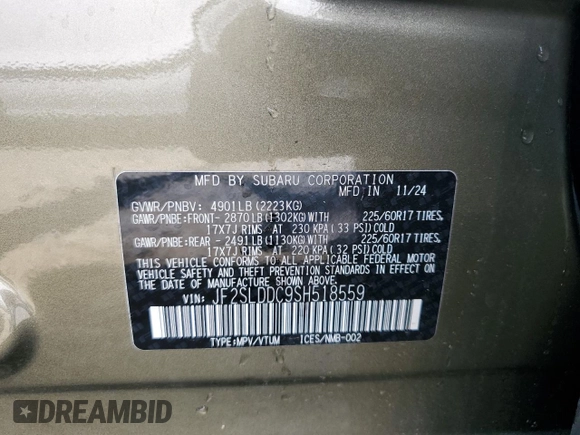 MFD BY SUBARU CORPORATION
MFD IN 11/24
GVWR/PNBV: 4901LB(2223KG)
GAWR/PNBE:FRONT- 2870LB(1302KG)WITH 225/60R17 TIRES,
17X7J RIMS AT 230 KPA (33 PSI)COLD
GAWR/PNBE:REAR - 2491LB(1130KG)WITH 225/60R17 TIRES,
17X7J RIMS AT 220 KPA (32 PSI)COLD
THIS VEHICLE CONFORMS TO ALL APPLICABLE FEDERAL MOTOR
VEHICLE SAFETY AND THEFT PREVENTION STANDARDS IN EFFECT ON
THE DATE OF MANUFACTURE SHOWN ABOVE.
VIN: JF2SLDDC9SH518559
TYPE:MPV/VTUM ICES/NMB-002
DREAMBID